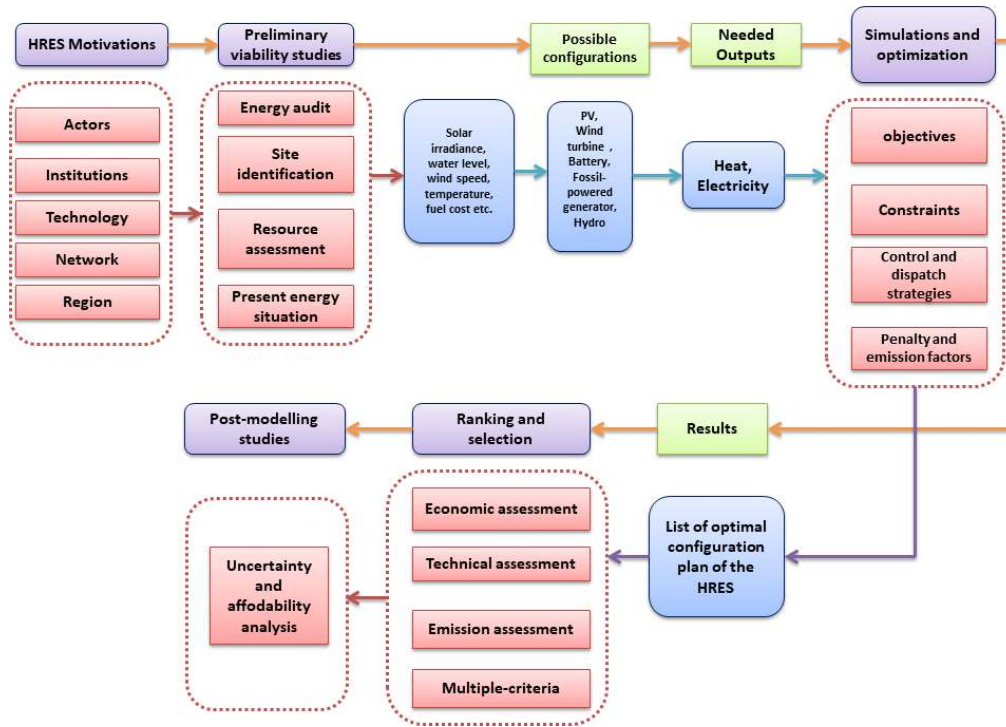 HRES Motivations
Preliminary
viability studies
Possible
configurations
Needed
Outputs
Simulations and
optimization
Actors
Institutions
Technology
Network
Region
Energy audit
Site
identification
Resource
assessment
Present energy
situation
Solar
irradiance,
water level,
wind speed,
temperature,
fuel cost etc.
PV,
Wind
turbine ,
Battery,
Fossil-
powered
generator,
Hydro
Heat,
Electricity
objectives
Constraints
Control and
dispatch
strategies
Penalty and
emission factors
Post-modelling
studies
Ranking and
selection
Results
Uncertainty
and
affodability
analysis
Economic assessment
Technical assessment
Emission assessment
Multiple-criteria
List of optimal
configuration
plan of the
HRES